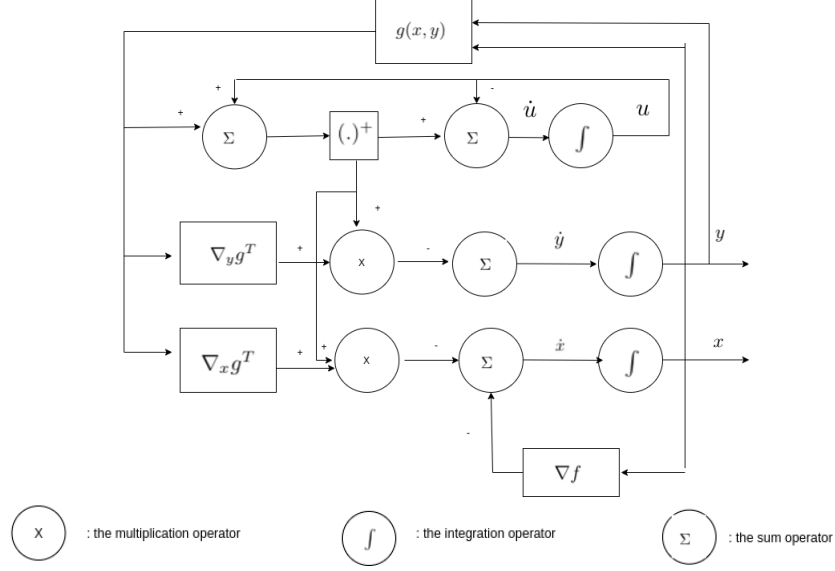 g(x, y)
+ -
+ Σ (.)⁺ + Σ u̇ ∫ u
+
∇_y g^T + X - Σ ẏ ∫ y
∇_x g^T + + X - Σ ẋ ∫ x
-
∇f
X : the multiplication operator ∫ : the integration operator Σ : the sum operator